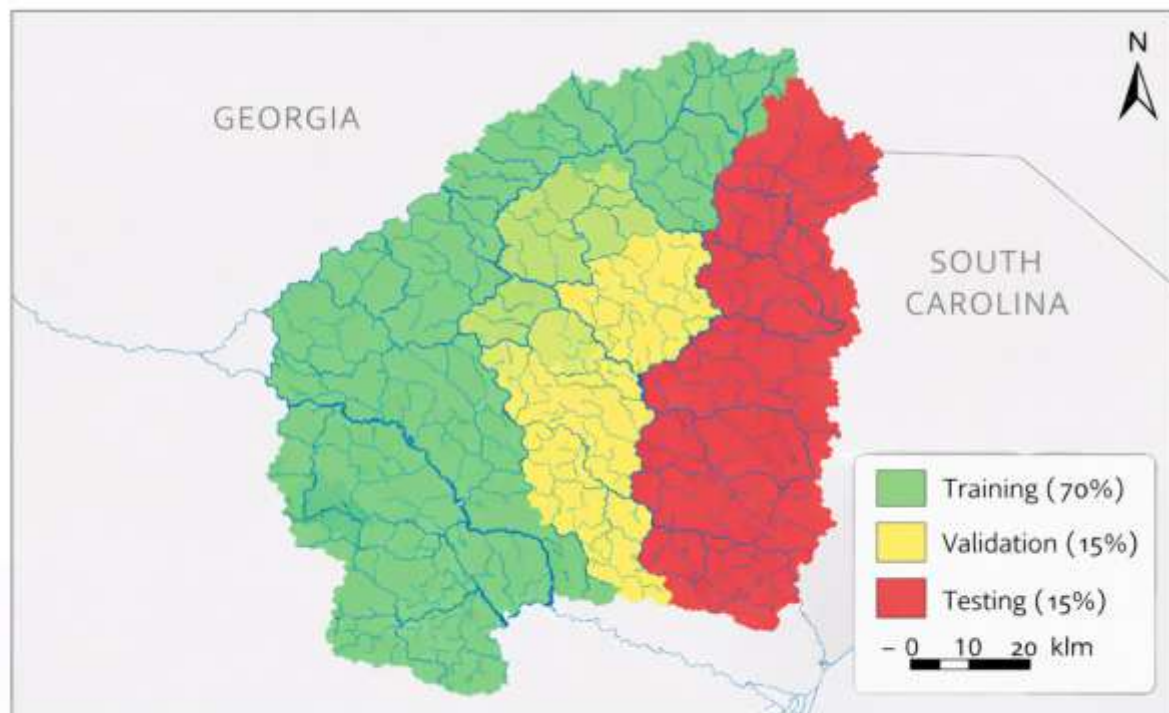 N
GEORGIA
SOUTH
CAROLINA
Training (70%)
Validation (15%)
Testing (15%)
– 0 10 20 klm